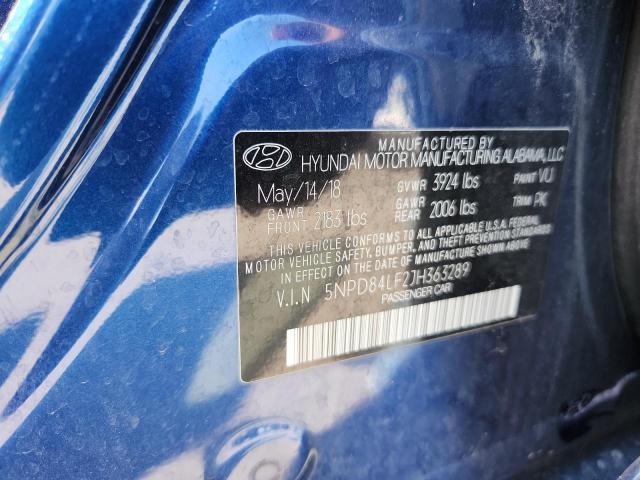 MANUFACTURED BY
HYUNDAI MOTOR MANUFACTURING ALABAMA, LLC
May/14/18 GVWR 3924 lbs PAINT VU
GAWR FRONT 2183 lbs GAWR REAR 2006 lbs TRIM PK
THIS VEHICLE CONFORMS TO ALL APPLICABLE U.S.A. FEDERAL
MOTOR VEHICLE SAFETY, BUMPER, AND THEFT PREVENTION STANDARDS
IN EFFECT ON THE DATE OF MANUFACTURE SHOWN ABOVE.
V.I.N 5NPD84LF2JH363289
PASSENGER CAR